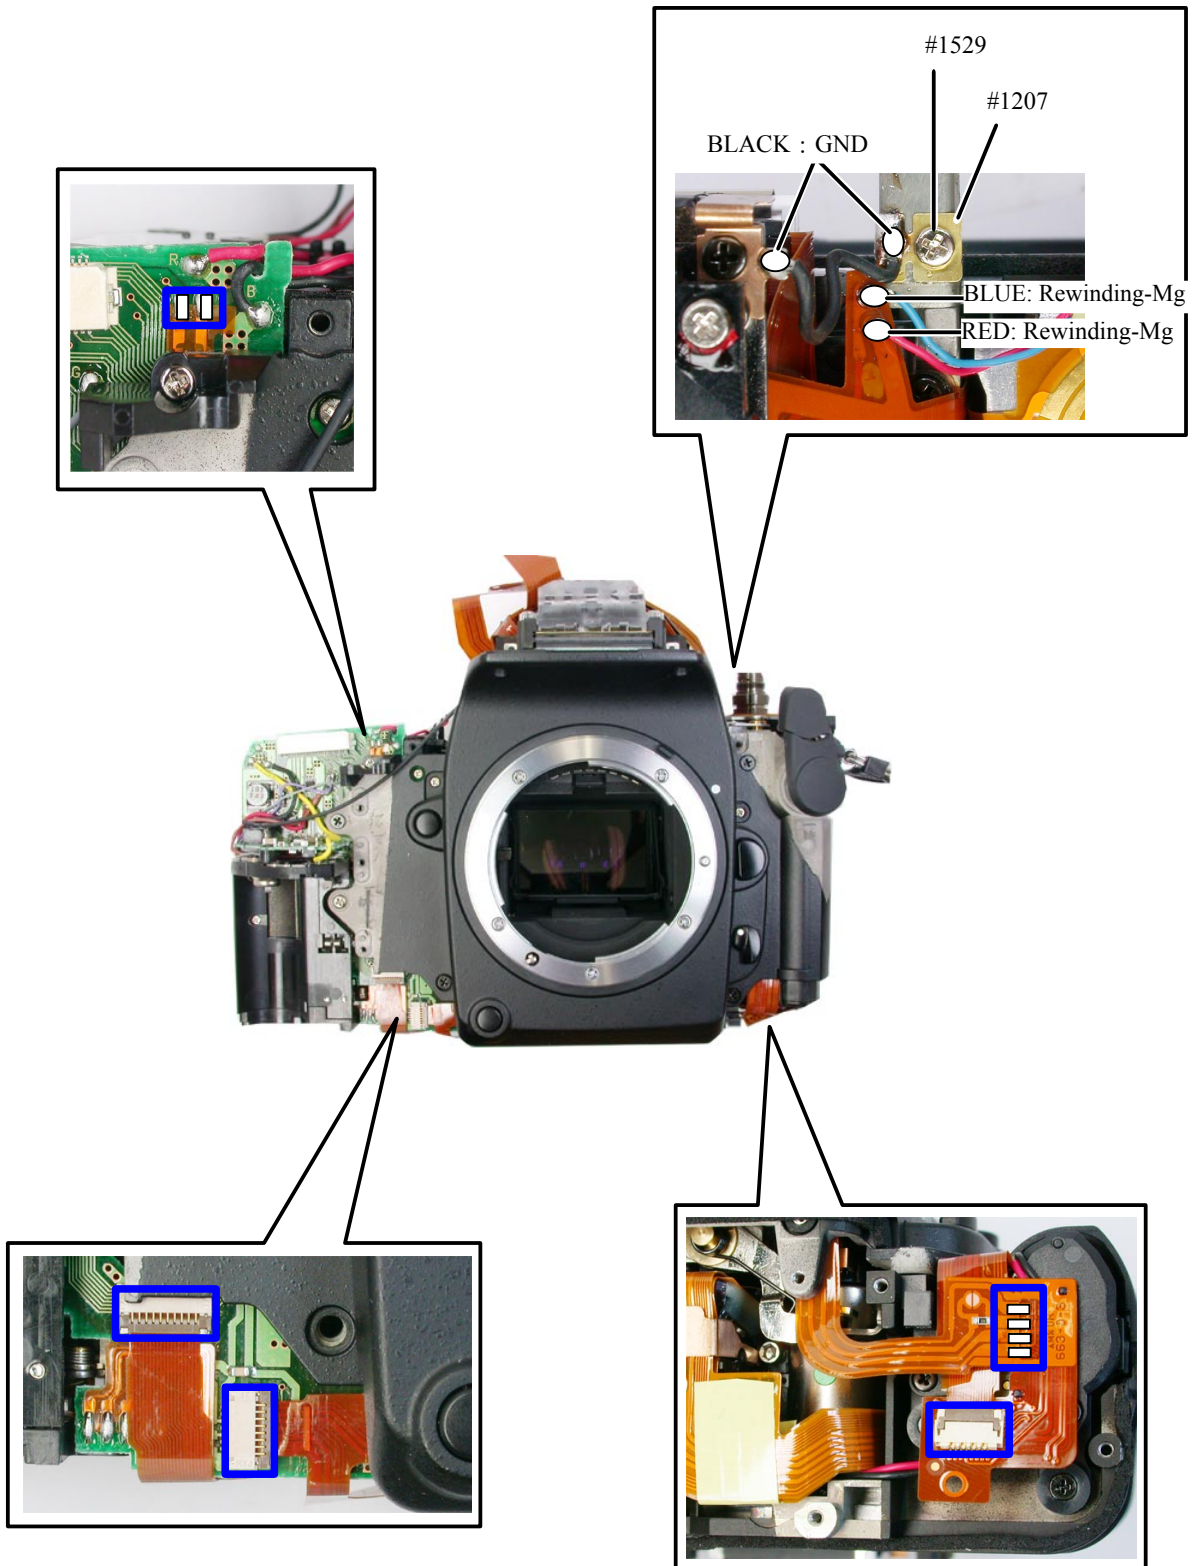 #1529
#1207
BLACK : GND
BLUE: Rewinding-Mg
RED: Rewinding-Mg
R
B
G